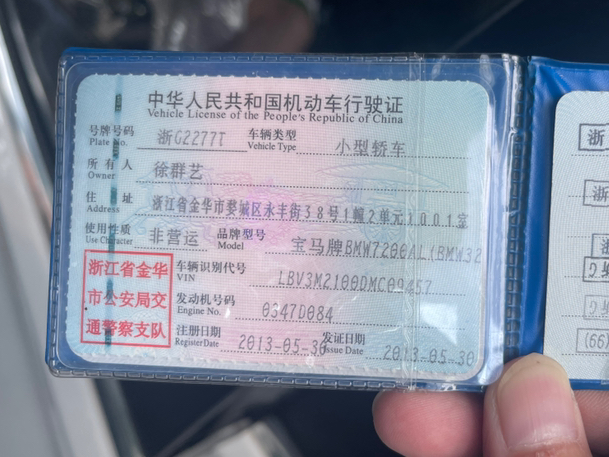 中华人民共和国机动车行驶证
Vehicle License of the People's Republic of China
号牌号码 浙G2277T 车辆类型 小型轿车
Plate No. Vehicle Type
所有人 徐群艺
Owner
住址 浙江省金华市婺城区永丰街38号1幢2单元1001室
Address
使用性质 非营运 品牌型号 宝马牌BMW7200AL(BMW32
Use Character Model
浙江省金华
市公安局交
通警察支队
车辆识别代号 LBV3M2100DMC09457
VIN
发动机号码 0347D084
Engine No.
注册日期 2013-05-30 发证日期 2013-05-30
Register Date Issue Date
浙
(66)